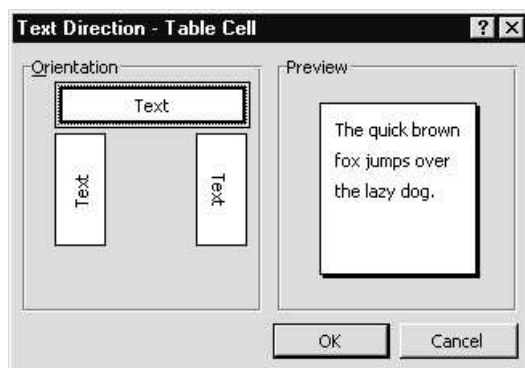 Text Direction - Table Cell
Orientation
Text
Text
Text
Preview
The quick brown
fox jumps over
the lazy dog.
OK
Cancel